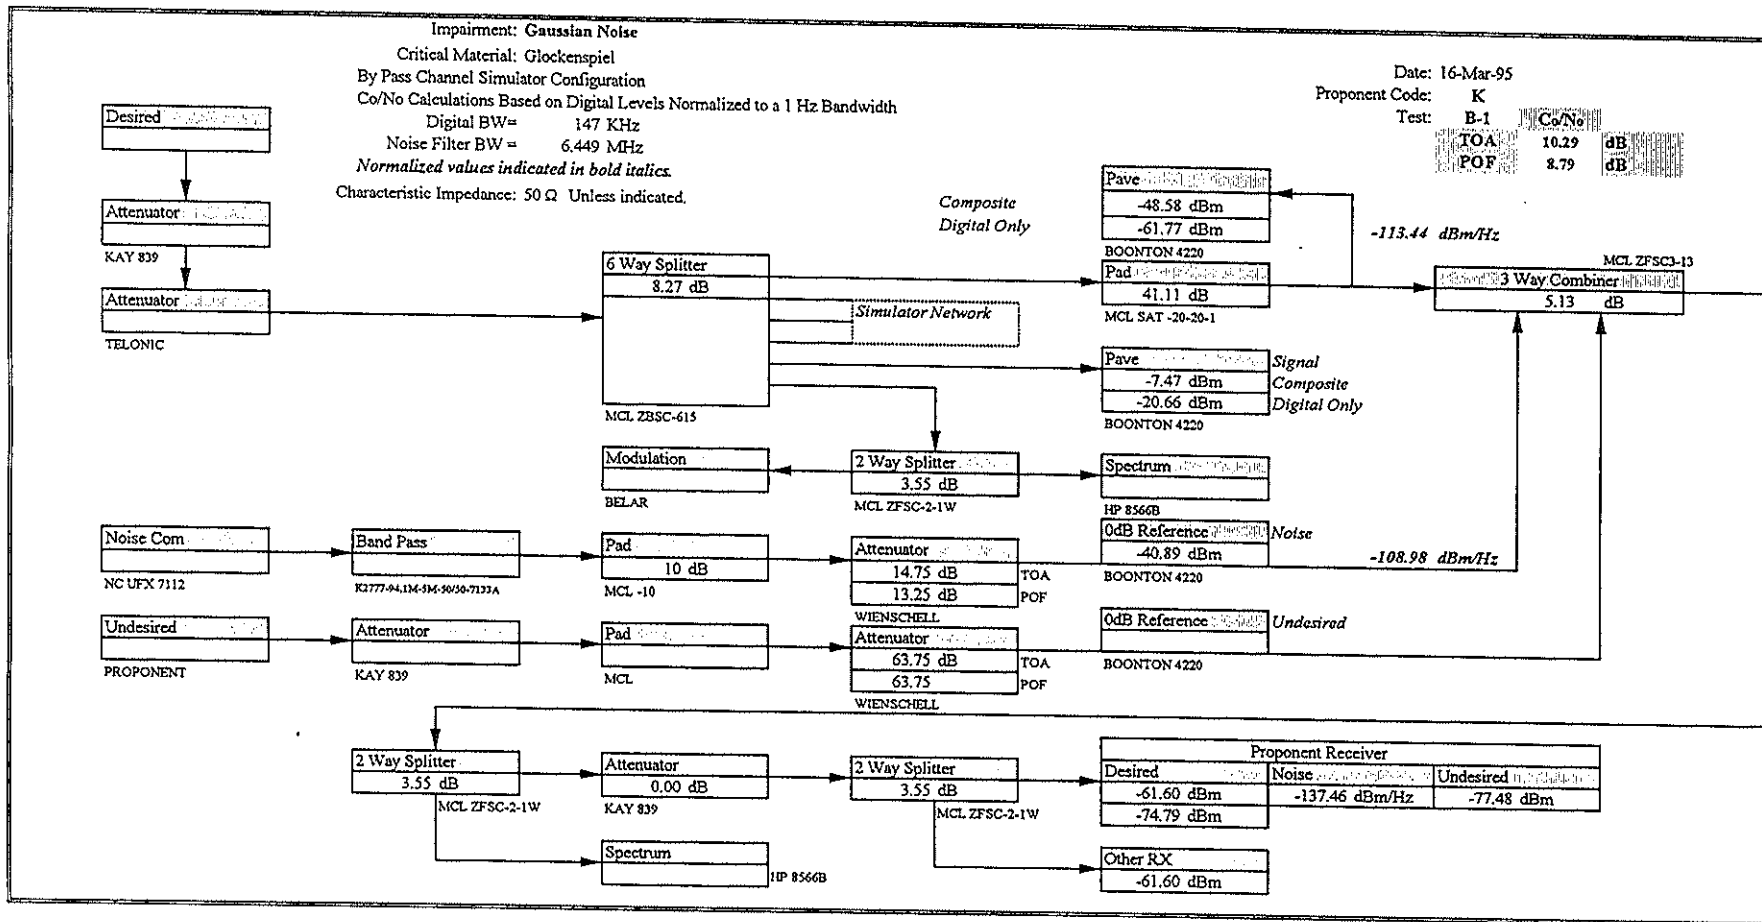 Impairment: Gaussian Noise
Critical Material: Glockenspiel
By Pass Channel Simulator Configuration
Co/No Calculations Based on Digital Levels Normalized to a 1 Hz Bandwidth
Digital BW= 147 KHz
Noise Filter BW = 6.449 MHz
Normalized values indicated in bold italics.
Characteristic Impedance: 50 Ω Unless indicated.
Date: 16-Mar-95
Proponent Code: K
Test: B-1 Co/No
TOA 10.29 dB
POF 8.79 dB
Desired
Attenuator
KAY 839
Attenuator
TELONIC
6 Way Splitter
8.27 dB
Simulator Network
MCL ZBSC-615
Composite
Digital Only
Pave
-48.58 dBm
-61.77 dBm
BOONTON 4220
-113.44 dBm/Hz
Pad
41.11 dB
MCL SAT -20-20-1
MCL ZFSC3-13
3 Way Combiner
5.13 dB
Pave
-7.47 dBm
-20.66 dBm
Signal
Composite
Digital Only
BOONTON 4220
Modulation
BELAR
2 Way Splitter
3.55 dB
MCL ZFSC-2-1W
Spectrum
HP 8566B
Noise Com
NC UFX 7112
Band Pass
K2777-94.1M-5M-50/50-7133A
Pad
10 dB
MCL -10
Attenuator
14.75 dB TOA
13.25 dB POF
WIENSCHELL
0dB Reference
-40.89 dBm
Noise
BOONTON 4220
-108.98 dBm/Hz
Undesired
PROPONENT
Attenuator
KAY 839
Pad
MCL
Attenuator
63.75 dB TOA
63.75 POF
WIENSCHELL
0dB Reference
Undesired
BOONTON 4220
2 Way Splitter
3.55 dB
MCL ZFSC-2-1W
Attenuator
0.00 dB
KAY 839
2 Way Splitter
3.55 dB
MCL ZFSC-2-1W
Proponent Receiver
Desired Noise Undesired
-61.60 dBm -137.46 dBm/Hz -77.48 dBm
-74.79 dBm
Spectrum
HP 8566B
Other RX
-61.60 dBm